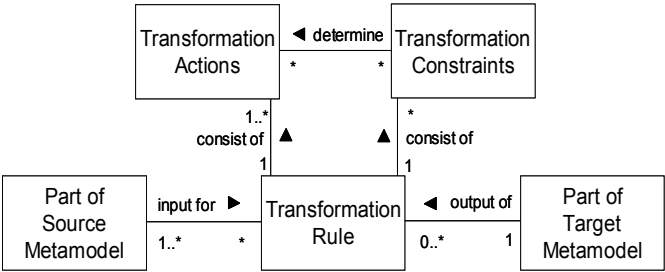 Transformation
Actions
◄ determine
*
*
Transformation
Constraints
1..*
consist of ▲
1
*
▲ consist of
1
Part of
Source
Metamodel
input for ►
1..*
*
Transformation
Rule
◄ output of
0..*
1
Part of
Target
Metamodel